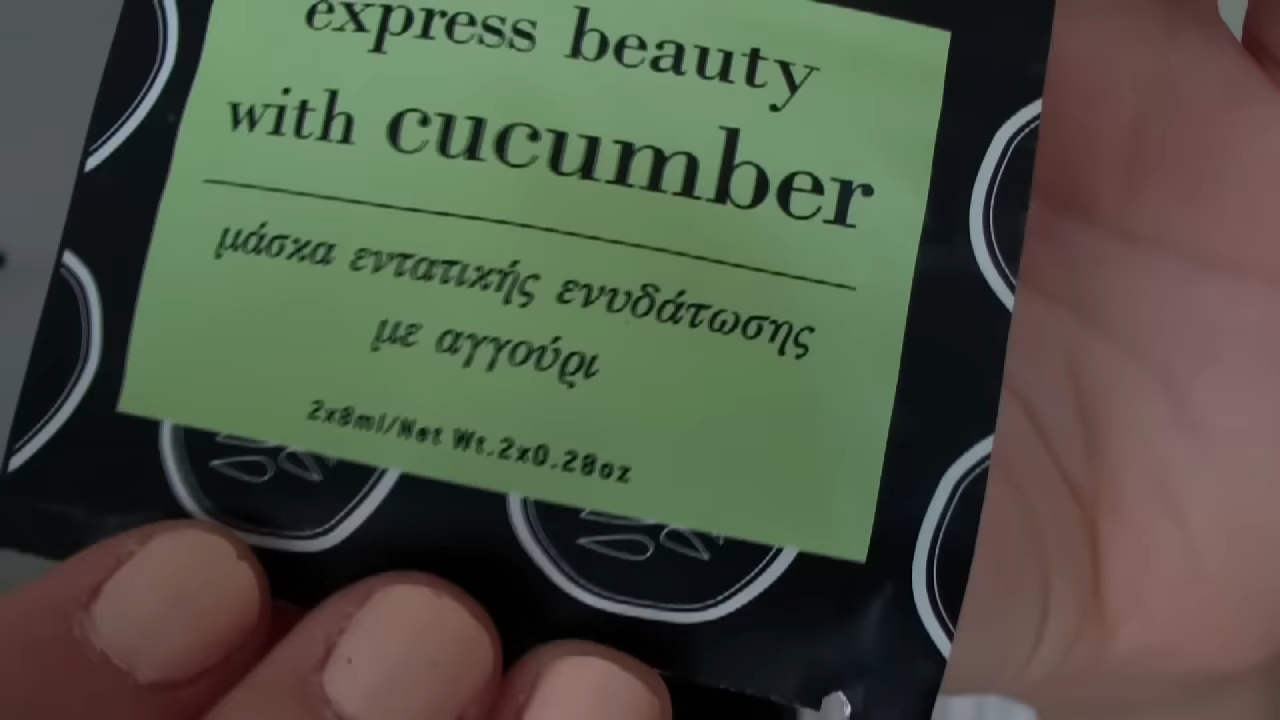 express beauty
with cucumber
μάσκα εντατικής ενυδάτωσης
με αγγούρι
2x8ml/Net Wt.2x0.28oz